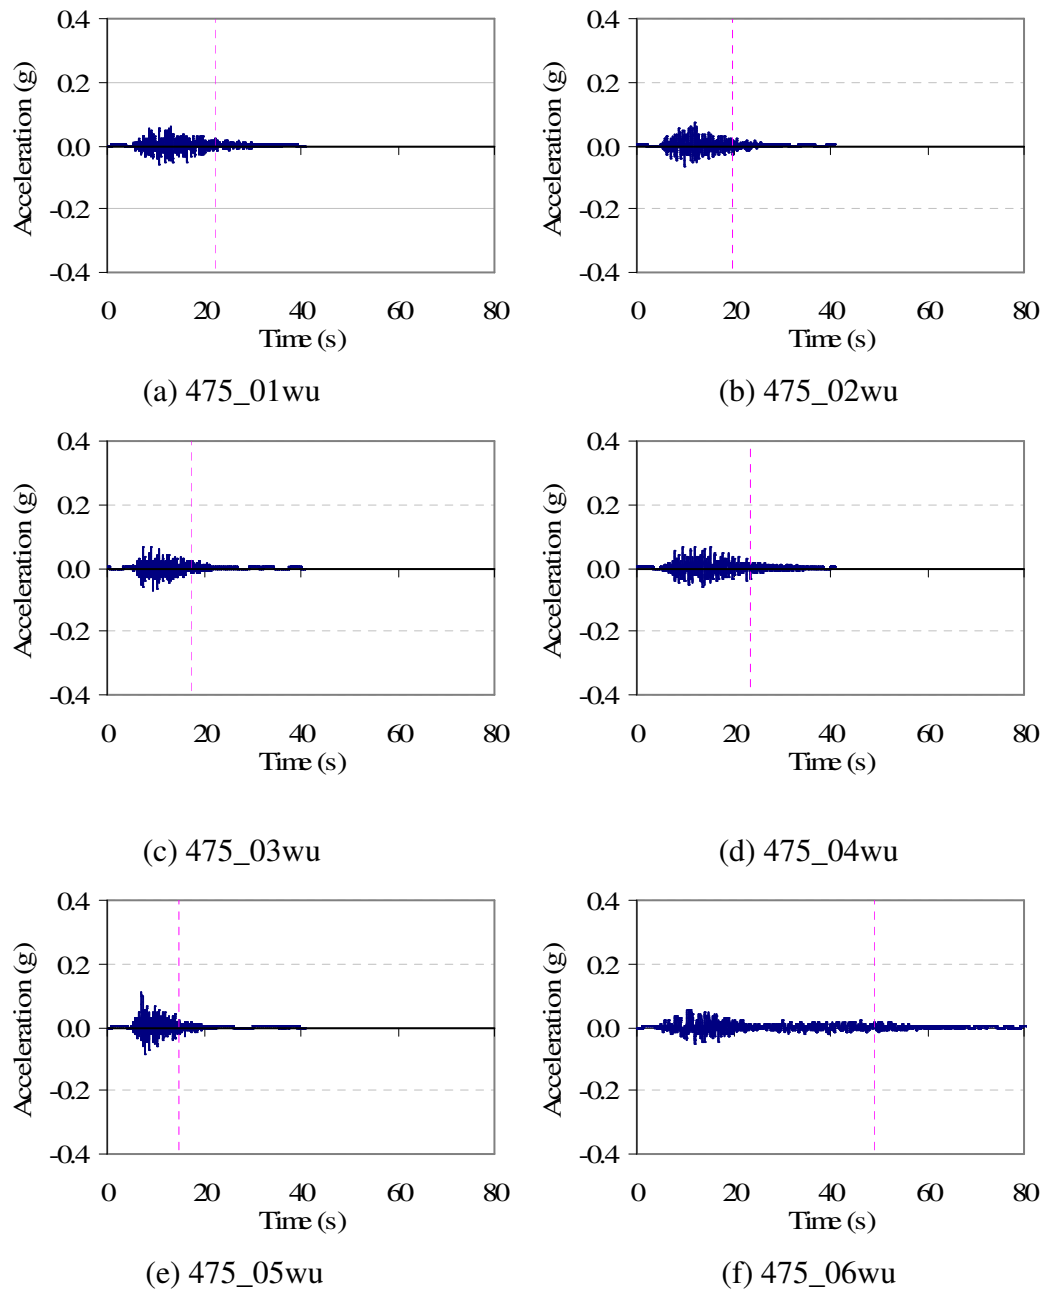 0.4
0.2
0.0
-0.2
-0.4
Acceleration (g)
0 20 40 60 80
Time (s)
(a) 475_01wu
0.4
0.2
0.0
-0.2
-0.4
Acceleration (g)
0 20 40 60 80
Time (s)
(b) 475_02wu
0.4
0.2
0.0
-0.2
-0.4
Acceleration (g)
0 20 40 60 80
Time (s)
(c) 475_03wu
0.4
0.2
0.0
-0.2
-0.4
Acceleration (g)
0 20 40 60 80
Time (s)
(d) 475_04wu
0.4
0.2
0.0
-0.2
-0.4
Acceleration (g)
0 20 40 60 80
Time (s)
(e) 475_05wu
0.4
0.2
0.0
-0.2
-0.4
Acceleration (g)
0 20 40 60 80
Time (s)
(f) 475_06wu